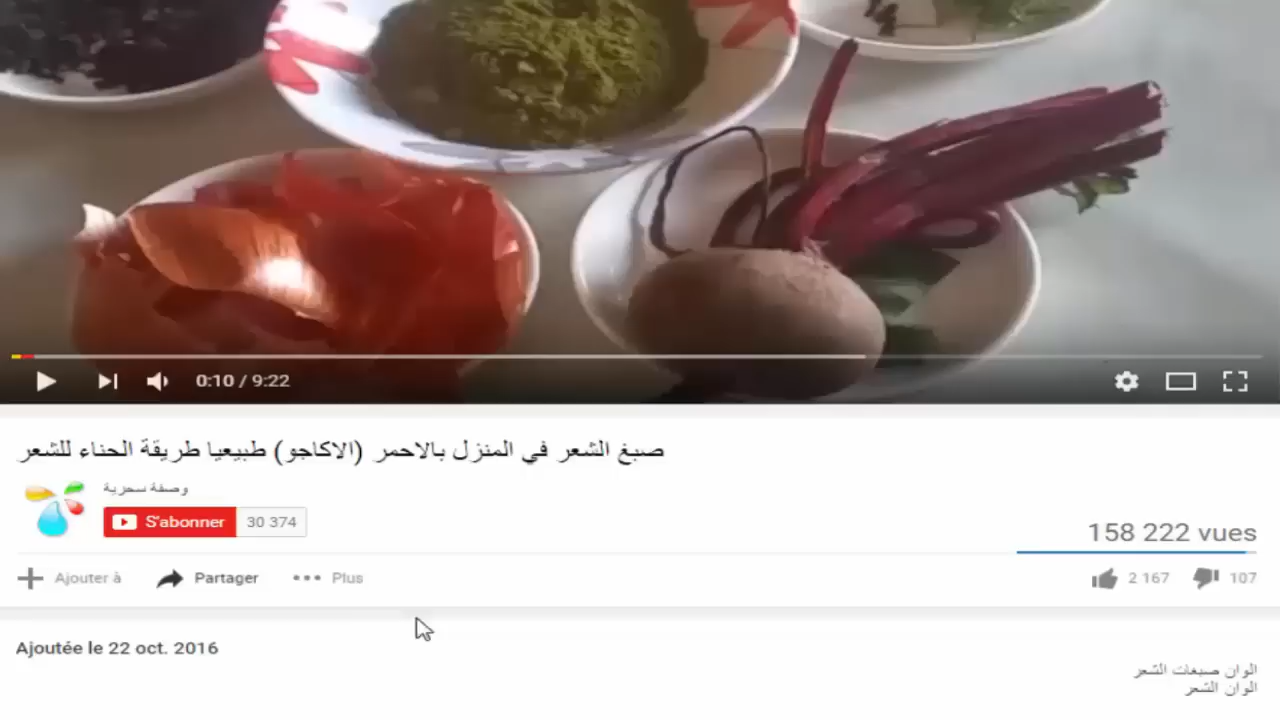 0:10 / 9:22
صبغ الشعر في المنزل بالاحمر (الاكاجو) طبيعيا طريقة الحناء للشعر
وصفة سحرية
S'abonner 30 374
158 222 vues
Ajouter à Partager Plus 2 167 107
Ajoutée le 22 oct. 2016
الوان صبغات الشعر
الوان الشعر